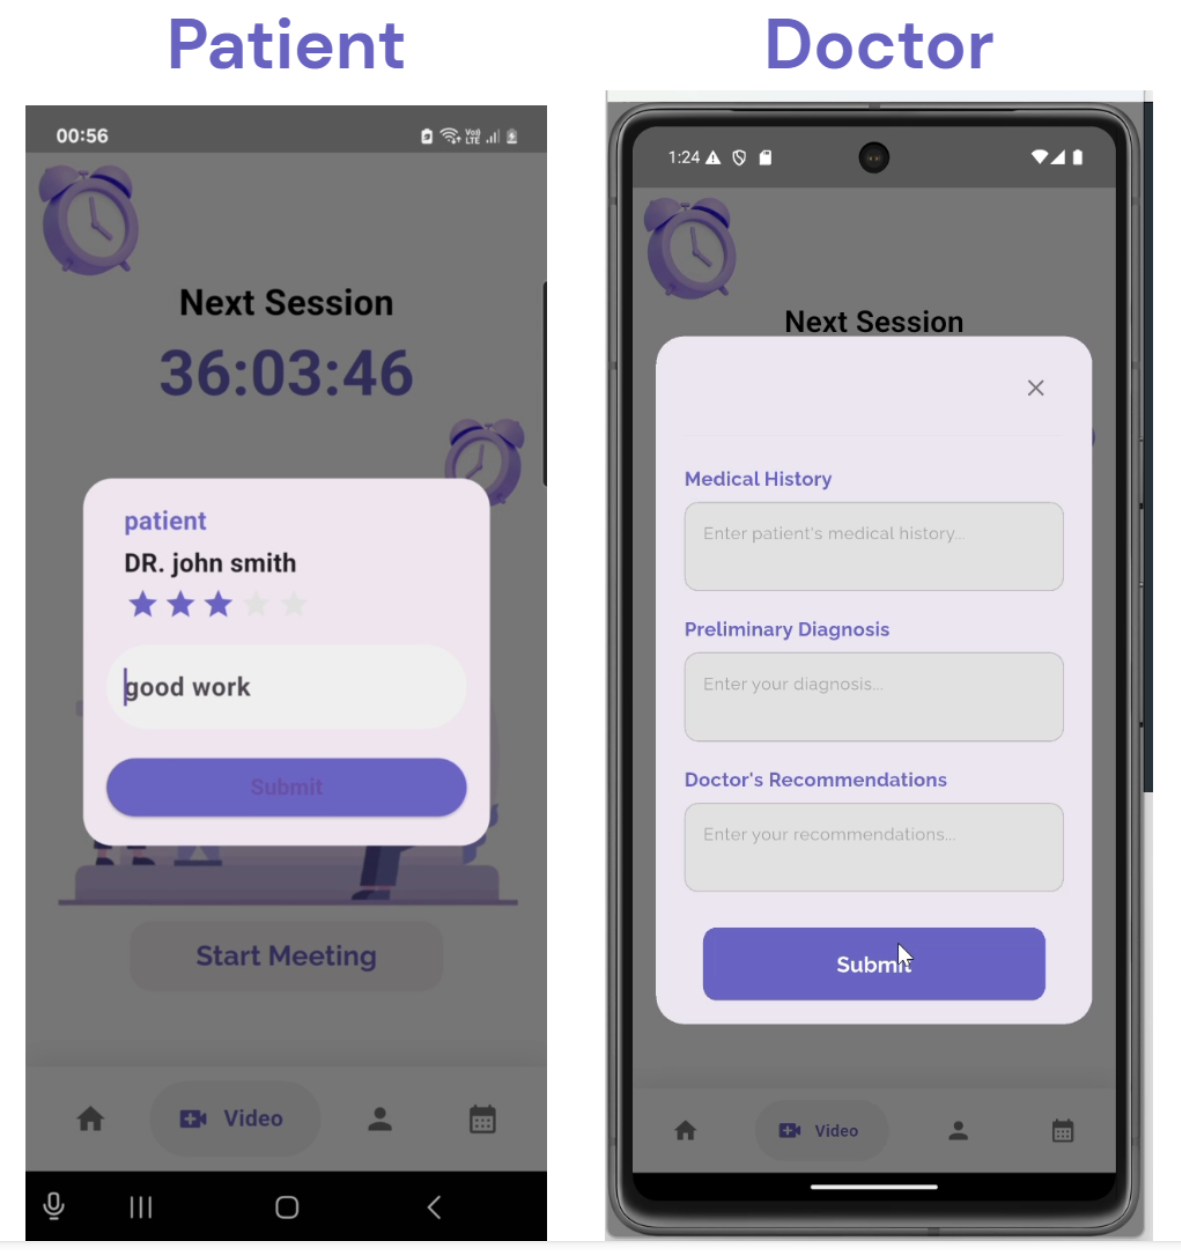 Patient
Doctor
00:56
Voo) LTE
Next Session
36:03:46
patient
DR. john smith
good work
Submit
Start Meeting
Video
1:24
Next Session
Medical History
Enter patient's medical history...
Preliminary Diagnosis
Enter your diagnosis...
Doctor's Recommendations
Enter your recommendations...
Submit
Video